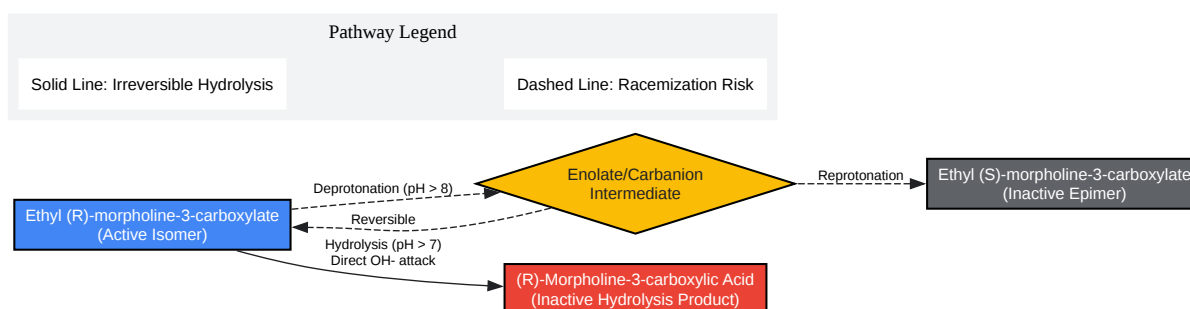 Pathway Legend
Solid Line: Irreversible Hydrolysis
Dashed Line: Racemization Risk
Enolate/Carbanion
Intermediate
Deprotonation (pH > 8)
Reprotonation
Ethyl (S)-morpholine-3-carboxylate
(Inactive Epimer)
Ethyl (R)-morpholine-3-carboxylate
(Active Isomer)
Reversible
Hydrolysis (pH > 7)
Direct OH- attack
(R)-Morpholine-3-carboxylic Acid
(Inactive Hydrolysis Product)